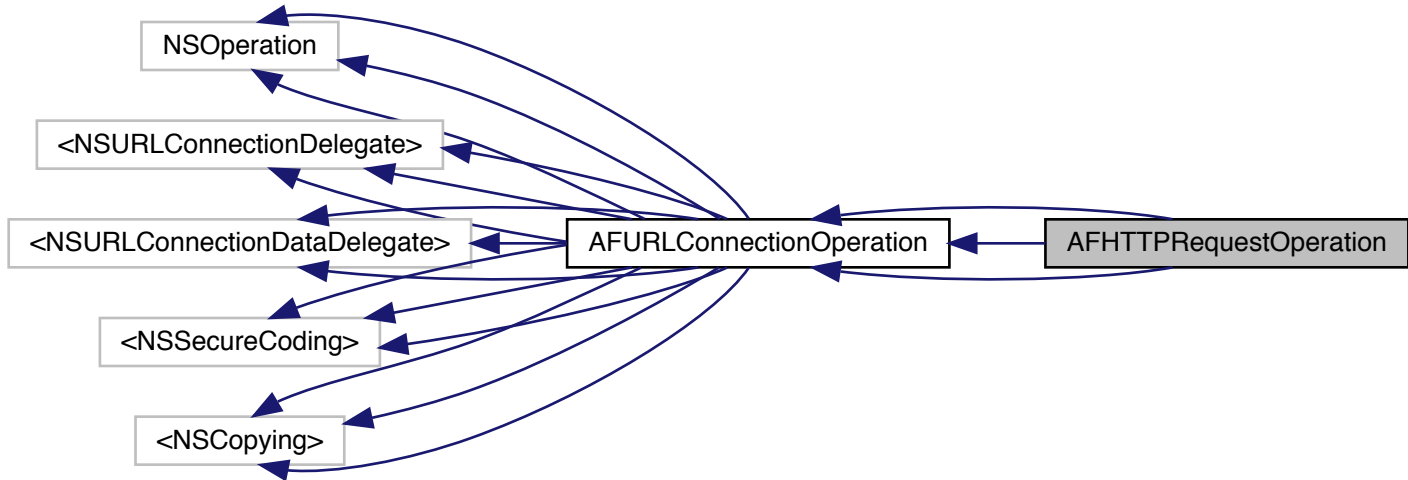 NSOperation
<NSURLConnectionDelegate>
<NSURLConnectionDataDelegate>
<NSSecureCoding>
<NSCopying>
AFURLConnectionOperation
AFHTTPRequestOperation